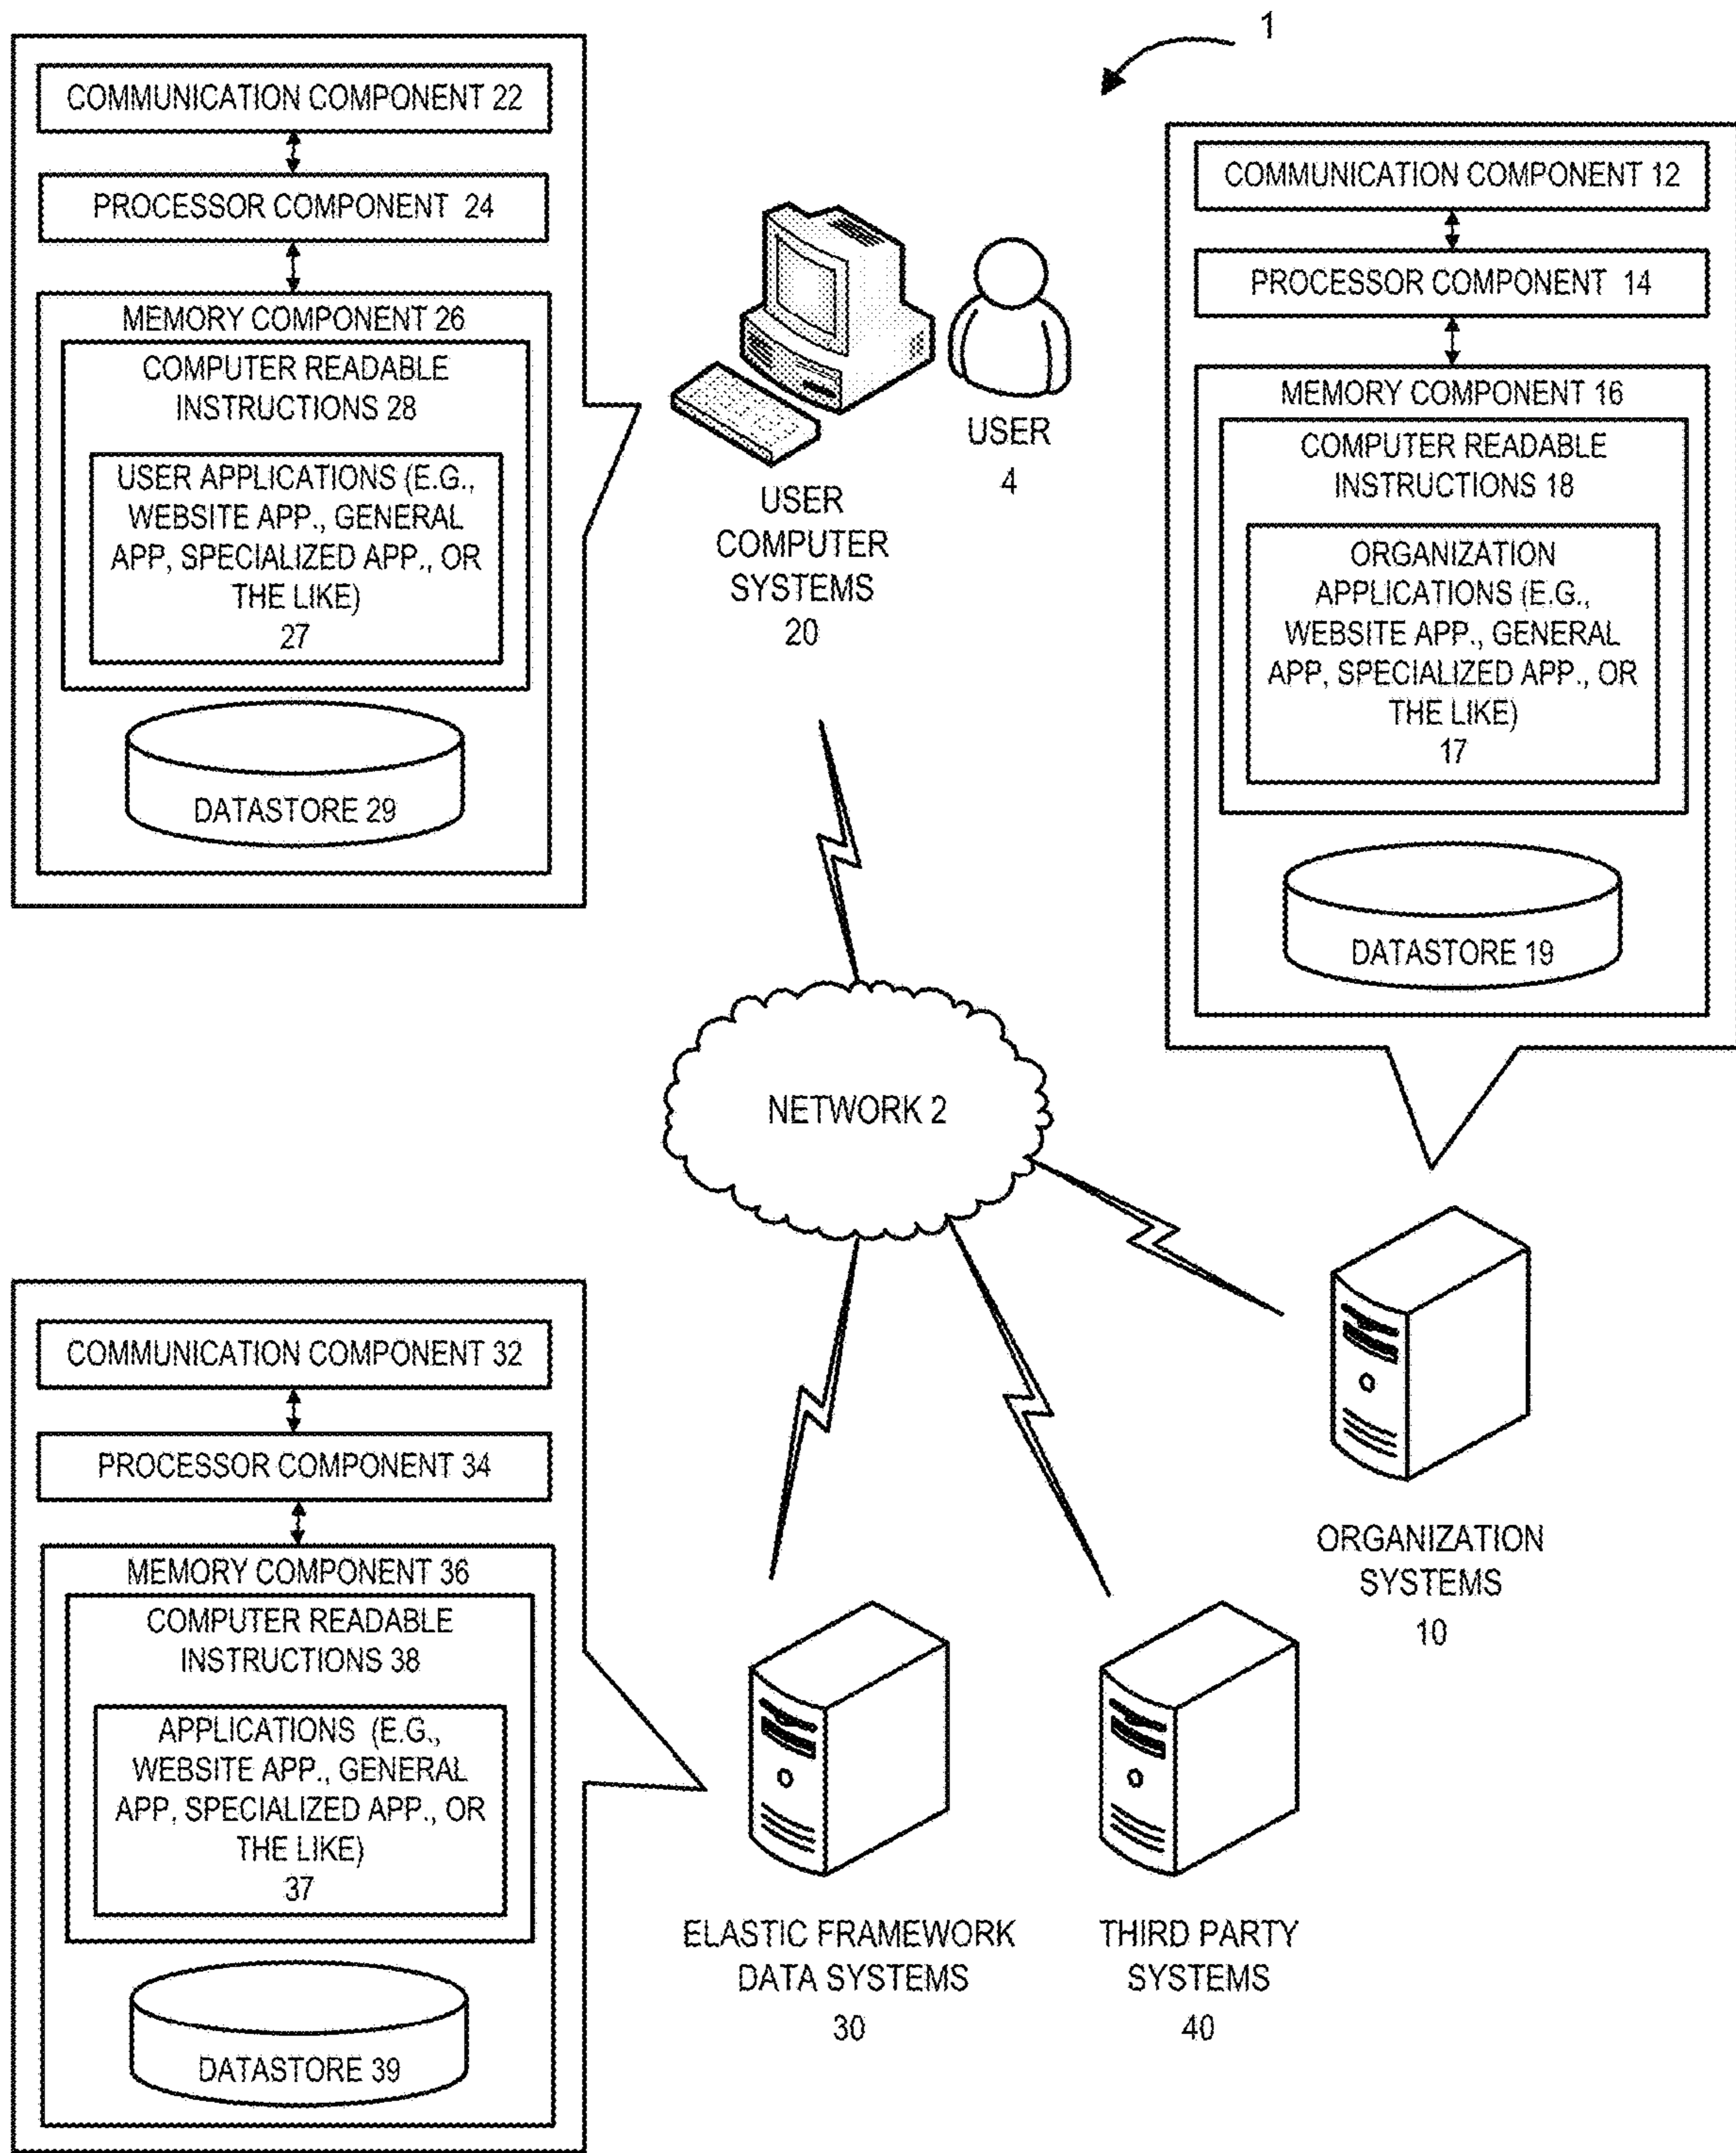 1
COMMUNICATION COMPONENT 22
PROCESSOR COMPONENT 24
MEMORY COMPONENT 26
COMPUTER READABLE
INSTRUCTIONS 28
USER APPLICATIONS (E.G.,
WEBSITE APP., GENERAL
APP, SPECIALIZED APP., OR
THE LIKE)
27
DATASTORE 29
USER
COMPUTER
SYSTEMS
20
USER
4
COMMUNICATION COMPONENT 12
PROCESSOR COMPONENT 14
MEMORY COMPONENT 16
COMPUTER READABLE
INSTRUCTIONS 18
ORGANIZATION
APPLICATIONS (E.G.,
WEBSITE APP., GENERAL
APP, SPECIALIZED APP., OR
THE LIKE)
17
DATASTORE 19
NETWORK 2
ORGANIZATION
SYSTEMS
10
COMMUNICATION COMPONENT 32
PROCESSOR COMPONENT 34
MEMORY COMPONENT 36
COMPUTER READABLE
INSTRUCTIONS 38
APPLICATIONS (E.G.,
WEBSITE APP., GENERAL
APP, SPECIALIZED APP., OR
THE LIKE)
37
DATASTORE 39
ELASTIC FRAMEWORK
DATA SYSTEMS
30
THIRD PARTY
SYSTEMS
40